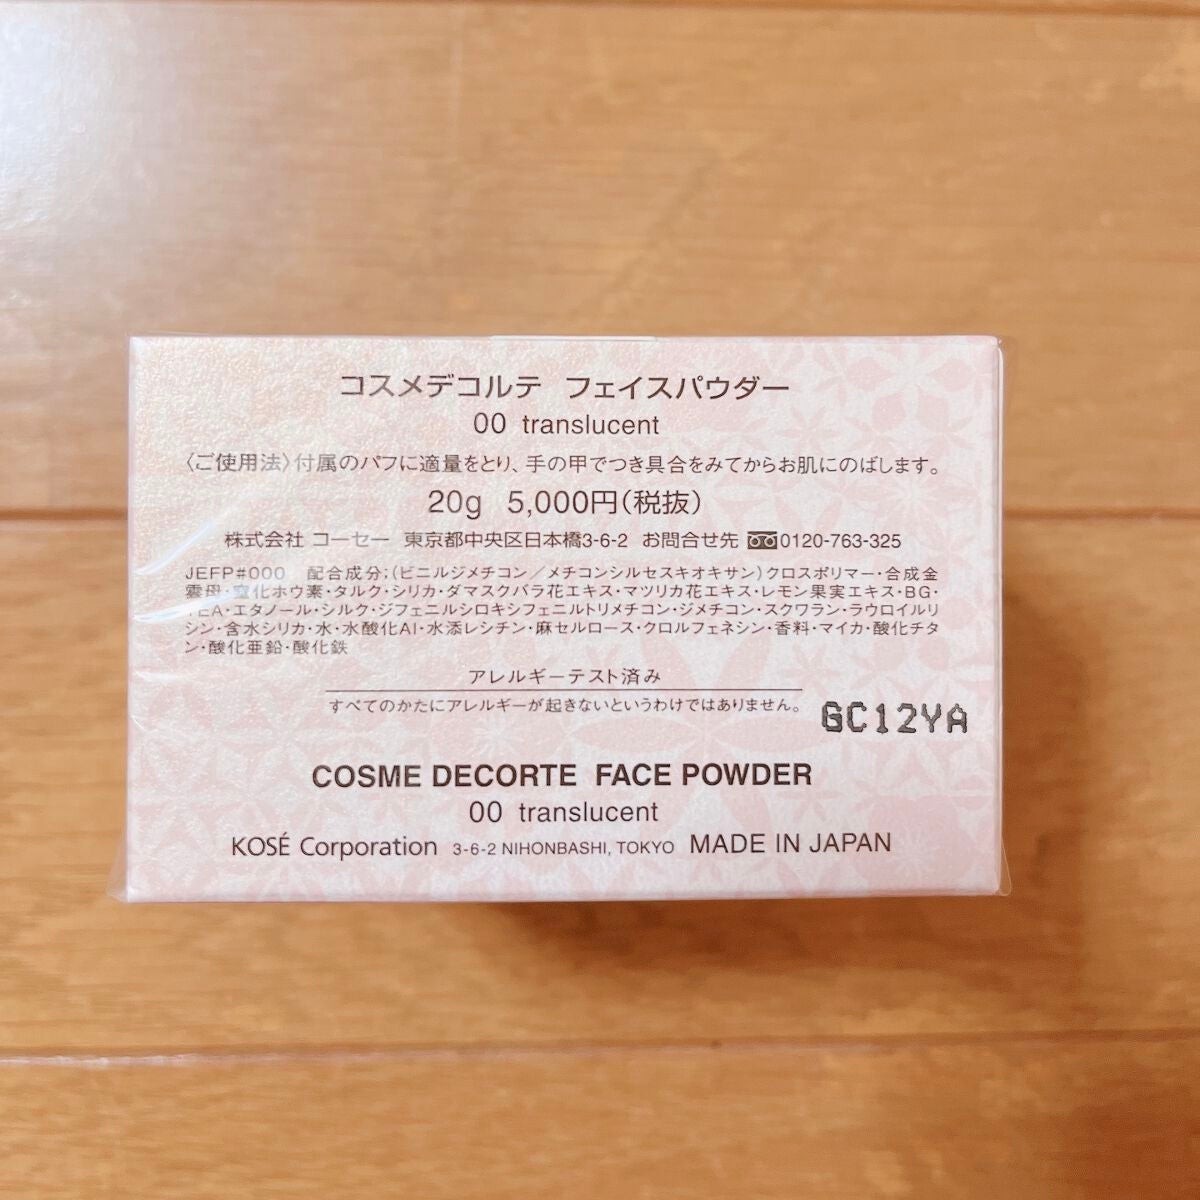 コスメデコルテ フェイスパウダー
00 translucent
〈ご使用法〉付属のパフに適量をとり、手の甲でつき具合をみてからお肌にのばします。
20g 5,000円(税抜)
株式会社 コーセー 東京都中央区日本橋3-6-2 お問合せ先 0120-763-325
JEFP#000 配合成分;(ビニルジメチコン／メチコンシルセスキオキサン)クロスポリマー・合成金
雲母・窒化ホウ素・タルク・シリカ・ダマスクバラ花エキス・マツリカ花エキス・レモン果実エキス・BG・
TEA・エタノール・シルク・ジフェニルシロキシフェニルトリメチコン・ジメチコン・スクワラン・ラウロイルリ
シン・含水シリカ・水・水酸化Al・水添レシチン・麻セルロース・クロルフェネシン・香料・マイカ・酸化チタ
ン・酸化亜鉛・酸化鉄
アレルギーテスト済み
すべてのかたにアレルギーが起きないというわけではありません。
GC12YA
COSME DECORTE FACE POWDER
00 translucent
KOSÉ Corporation 3-6-2 NIHONBASHI, TOKYO MADE IN JAPAN